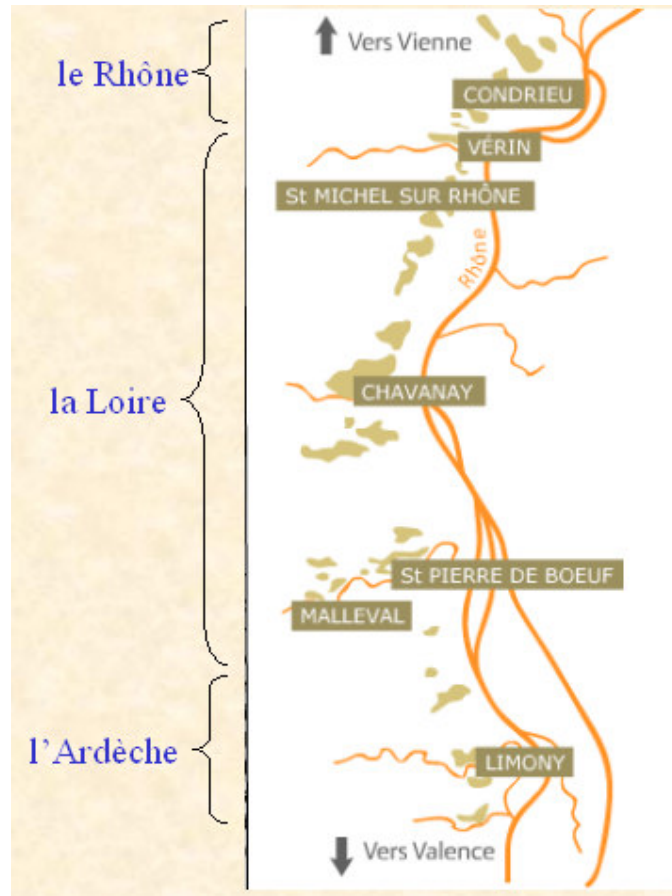 Vers Vienne
le Rhône
CONDRIEU
VÉRIN
St MICHEL SUR RHÔNE
Rhône
CHAVANAY
la Loire
St PIERRE DE BOEUF
MALLEVAL
l'Ardèche
LIMONY
Vers Valence